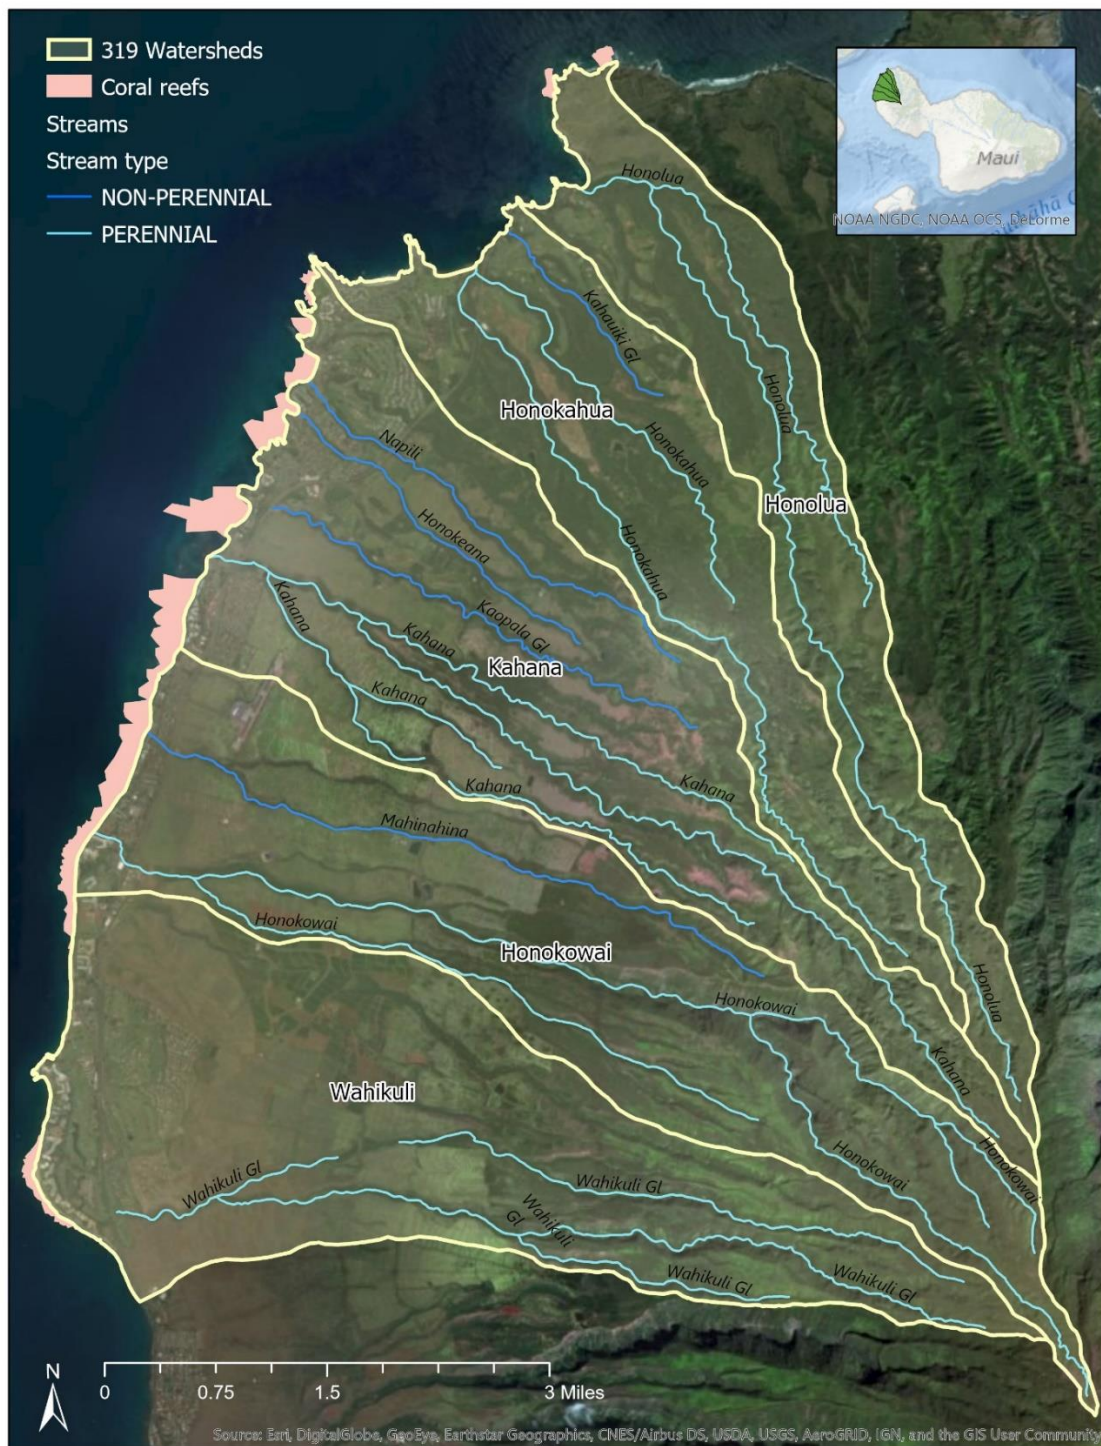 319 Watersheds
Coral reefs
Streams
Stream type
NON-PERENNIAL
PERENNIAL
Maui
NOAA NGDC, NOAA OCS, DeLorme
Honolua
Kahauiki Gl
Honolua
Honokahua
Napili
Honokahua
Honolua
Honokeana
Honokahua
Kahana
Kaopala Gl
Kahana
Kahana
Kahana
Kahana
Kahana
Mahinahina
Honokowai
Honokowai
Honokowai
Honolua
Kahana
Wahikuli
Honokowai
Honokowai
Wahikuli Gl
Wahikuli Gl
Wahikuli
Gl
Wahikuli Gl
Wahikuli Gl
N
0 0.75 1.5 3 Miles
Source: Esri, DigitalGlobe, GeoEye, Earthstar Geographics, CNES/Airbus DS, USDA, USGS, AeroGRID, IGN, and the GIS User Community